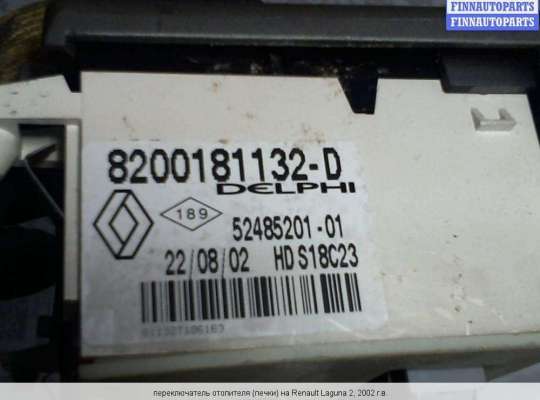 FINNAUTOPARTS
FINNAUTOPARTS
8200181132-D
DELPHI
189
52485201-01
22/08/02 HD S18C23
переключатель отопителя (печки) на Renault Laguna 2, 2002 г.в.